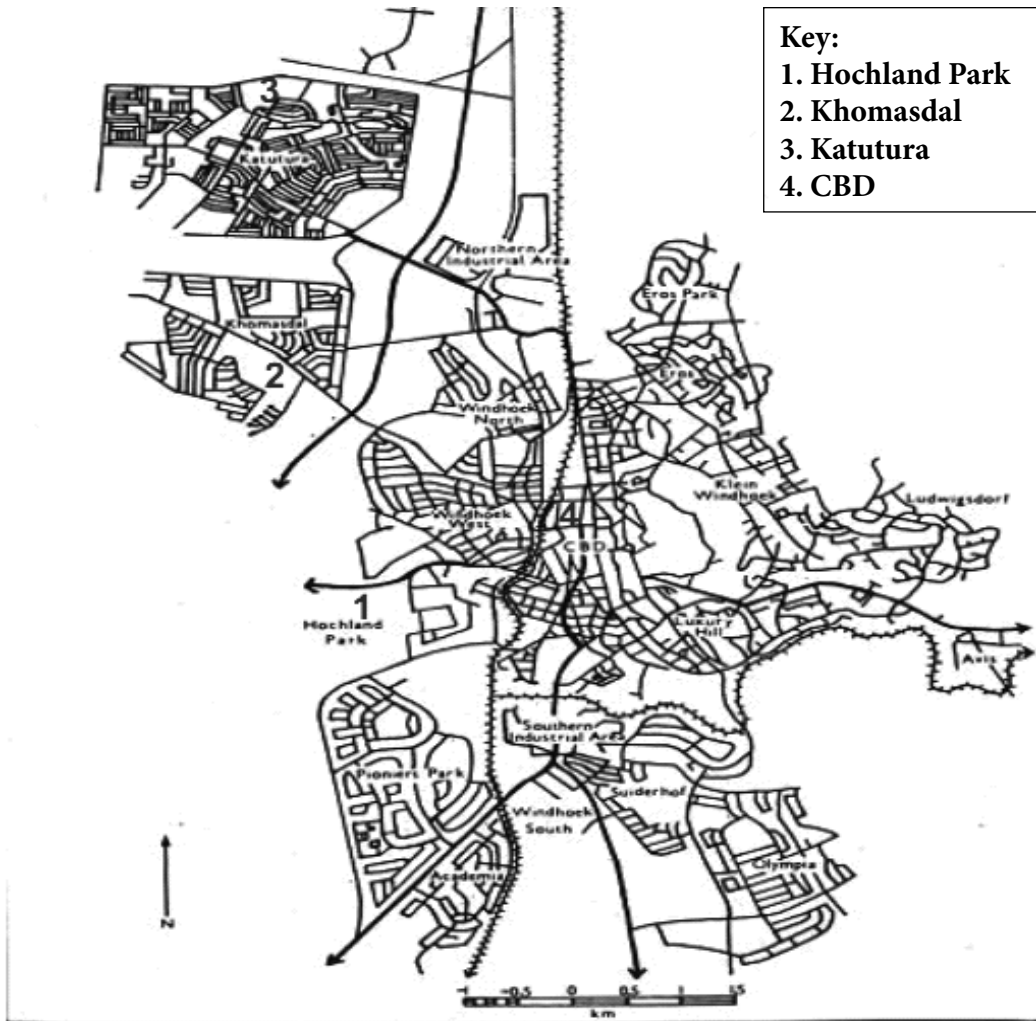 Key:
1. Hochland Park
2. Khomasdal
3. Katutura
4. CBD
3
Katutura
Northern
Industrial Area
Eros Park
Khomasdal
2
Eros
Windhoek
North
Klein
Windhoek
Ludwigsdorf
Windhoek
West
4
CBD
1
Hochland
Park
Luxury
Hill
Avis
Southern
Industrial Area
Pioniers Park
Suiderhof
Windhoek
South
Olympia
Academia
N
1 0.5 0 0.5 1 1.5
km